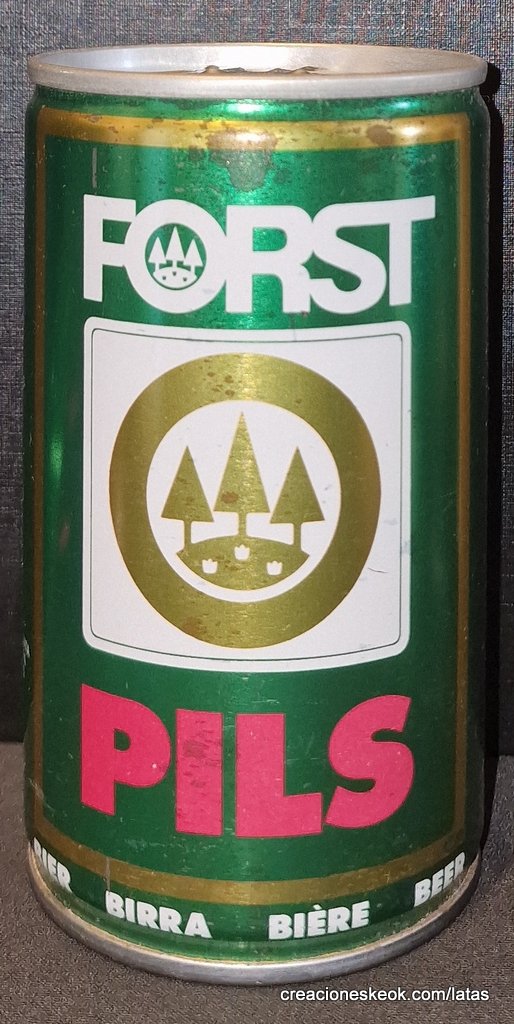 FORST
PILS
BIER BIRRA BIÈRE BEER
creacioneskeok.com/latas